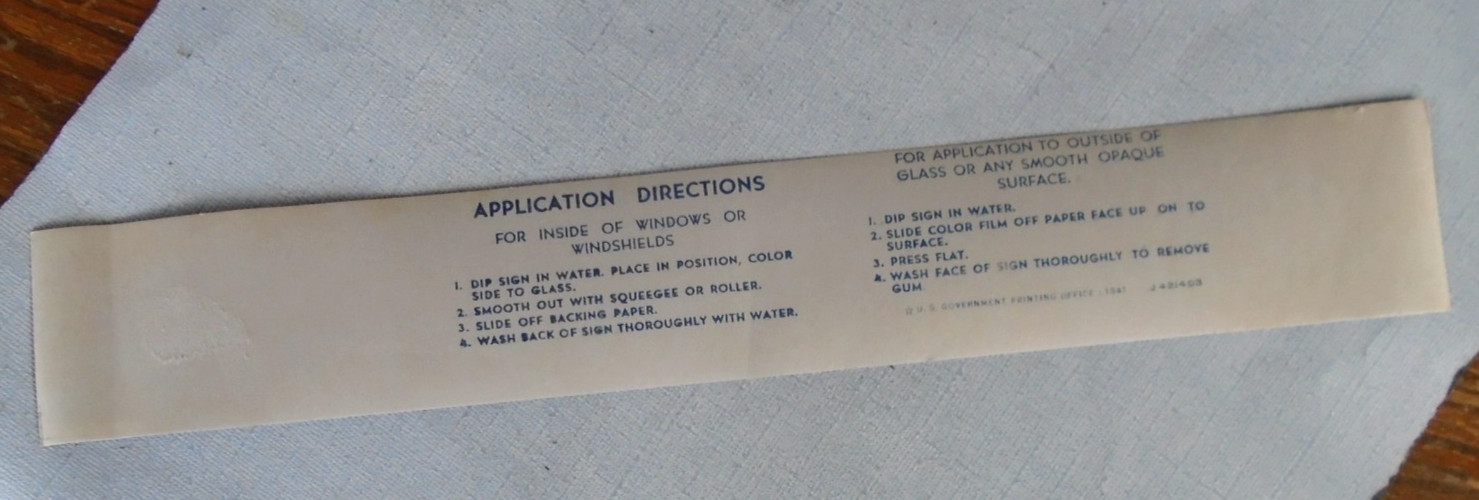 APPLICATION DIRECTIONS
FOR INSIDE OF WINDOWS OR
WINDSHIELDS
1. DIP SIGN IN WATER. PLACE IN POSITION, COLOR
SIDE TO GLASS.
2. SMOOTH OUT WITH SQUEEGEE OR ROLLER.
3. SLIDE OFF BACKING PAPER.
4. WASH BACK OF SIGN THOROUGHLY WITH WATER.
FOR APPLICATION TO OUTSIDE OF
GLASS OR ANY SMOOTH OPAQUE
SURFACE.
1. DIP SIGN IN WATER.
2. SLIDE COLOR FILM OFF PAPER FACE UP ON TO
SURFACE.
3. PRESS FLAT.
4. WASH FACE OF SIGN THOROUGHLY TO REMOVE
GUM
U.S. GOVERNMENT PRINTING OFFICE